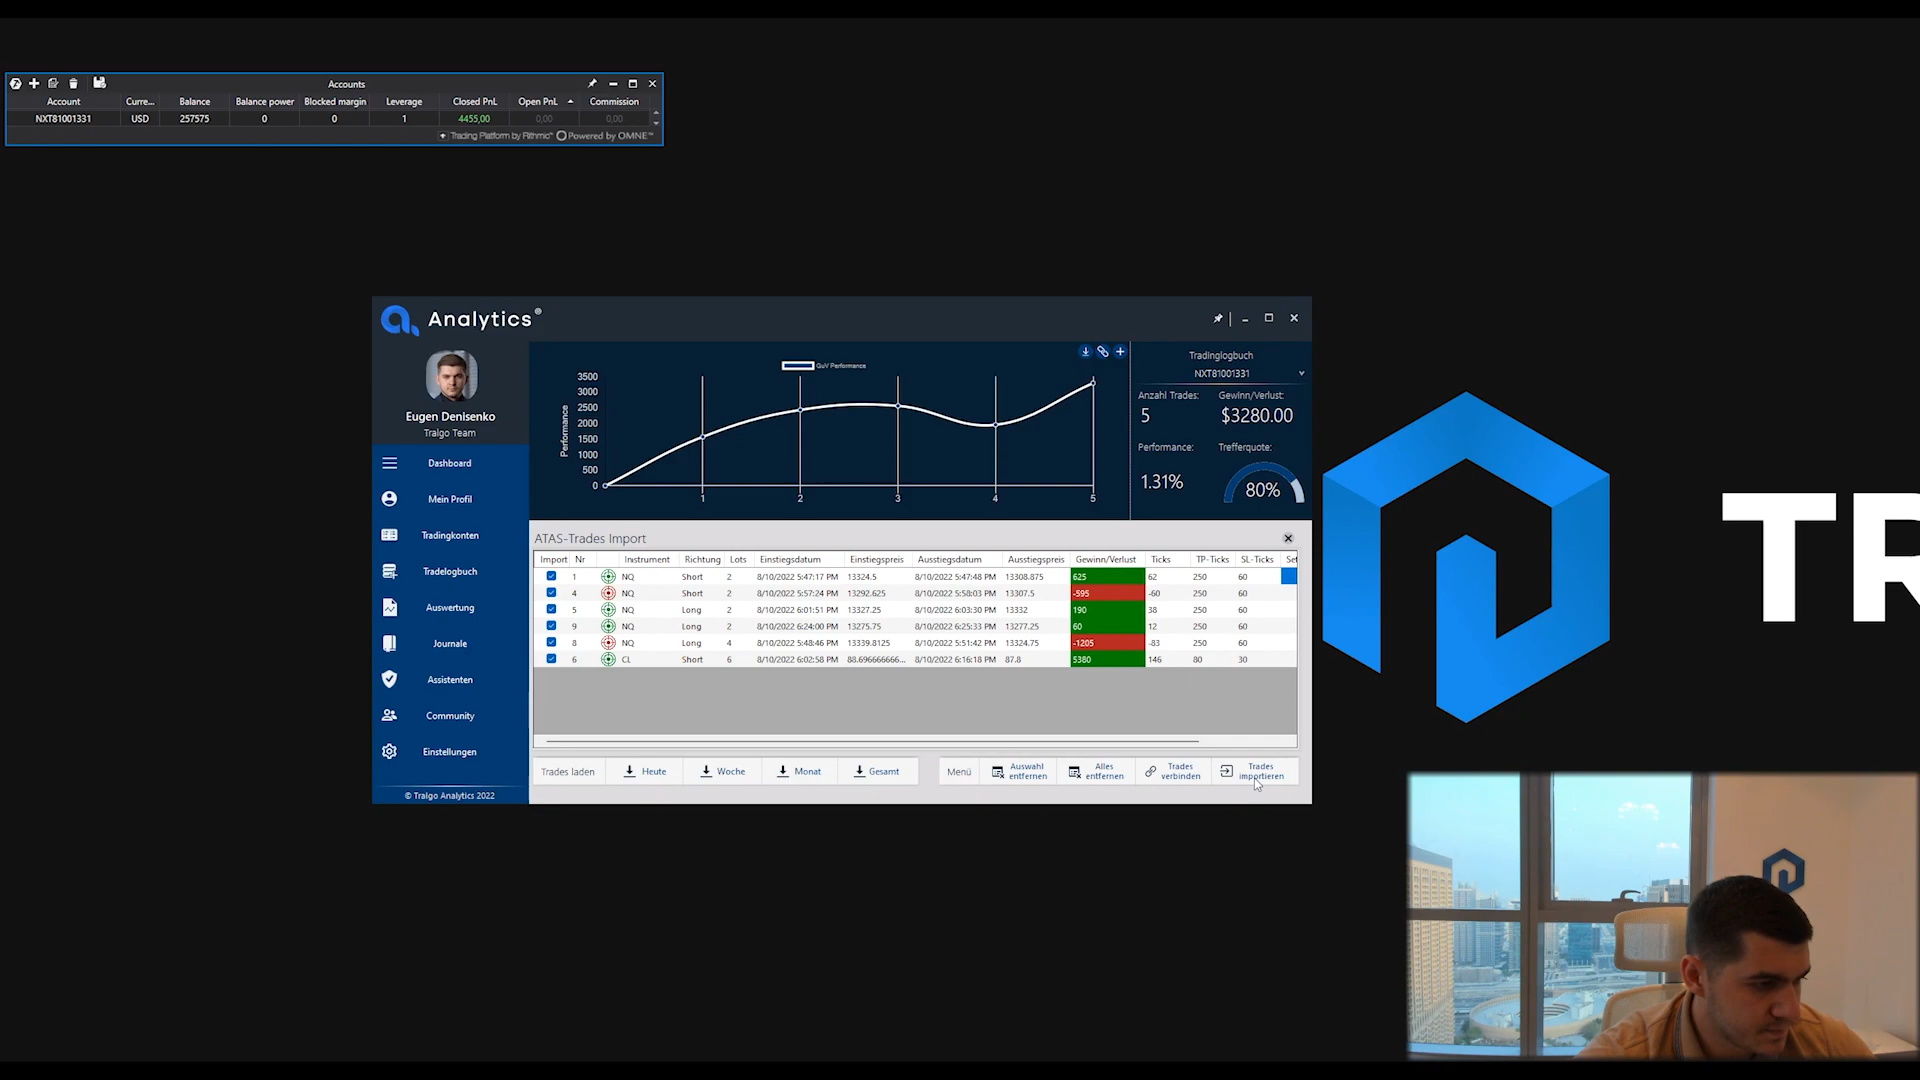 Accounts
Account Curre... Balance Balance power Blocked margin Leverage Closed PnL Open PnL Commission
NXT81001331 USD 257575 0 0 1 4455,00 0,00 0,00
Trading Platform by Rithmic™ Powered by OMNE™
Analytics®
Eugen Denisenko
Tralgo Team
Dashboard
Mein Profil
Tradingkonten
Tradelogbuch
Auswertung
Journale
Assistenten
Community
Einstellungen
© Tralgo Analytics 2022
GuV Performance
Performance
3500
3000
2500
2000
1500
1000
500
0
1 2 3 4 5
Tradinglogbuch
NXT81001331
Anzahl Trades: Gewinn/Verlust:
5 $3280.00
Performance: Trefferquote:
1.31% 80%
ATAS-Trades Import
Import Nr Instrument Richtung Lots Einstiegsdatum Einstiegspreis Ausstiegsdatum Ausstiegspreis Gewinn/Verlust Ticks TP-Ticks SL-Ticks Set
1 NQ Short 2 8/10/2022 5:47:17 PM 13324.5 8/10/2022 5:47:48 PM 13308.875 625 62 250 60
4 NQ Short 2 8/10/2022 5:57:24 PM 13292.625 8/10/2022 5:58:03 PM 13307.5 -595 -60 250 60
5 NQ Long 2 8/10/2022 6:01:51 PM 13327.25 8/10/2022 6:03:30 PM 13332 190 38 250 60
9 NQ Long 2 8/10/2022 6:24:00 PM 13275.75 8/10/2022 6:25:33 PM 13277.25 60 12 250 60
8 NQ Long 4 8/10/2022 5:48:46 PM 13339.8125 8/10/2022 5:51:42 PM 13324.75 -1205 -83 250 60
6 CL Short 6 8/10/2022 6:02:58 PM 88.696666666... 8/10/2022 6:16:18 PM 87.8 5380 146 80 30
Trades laden Heute Woche Monat Gesamt
Menü Auswahl entfernen Alles entfernen Trades verbinden Trades importieren
TR